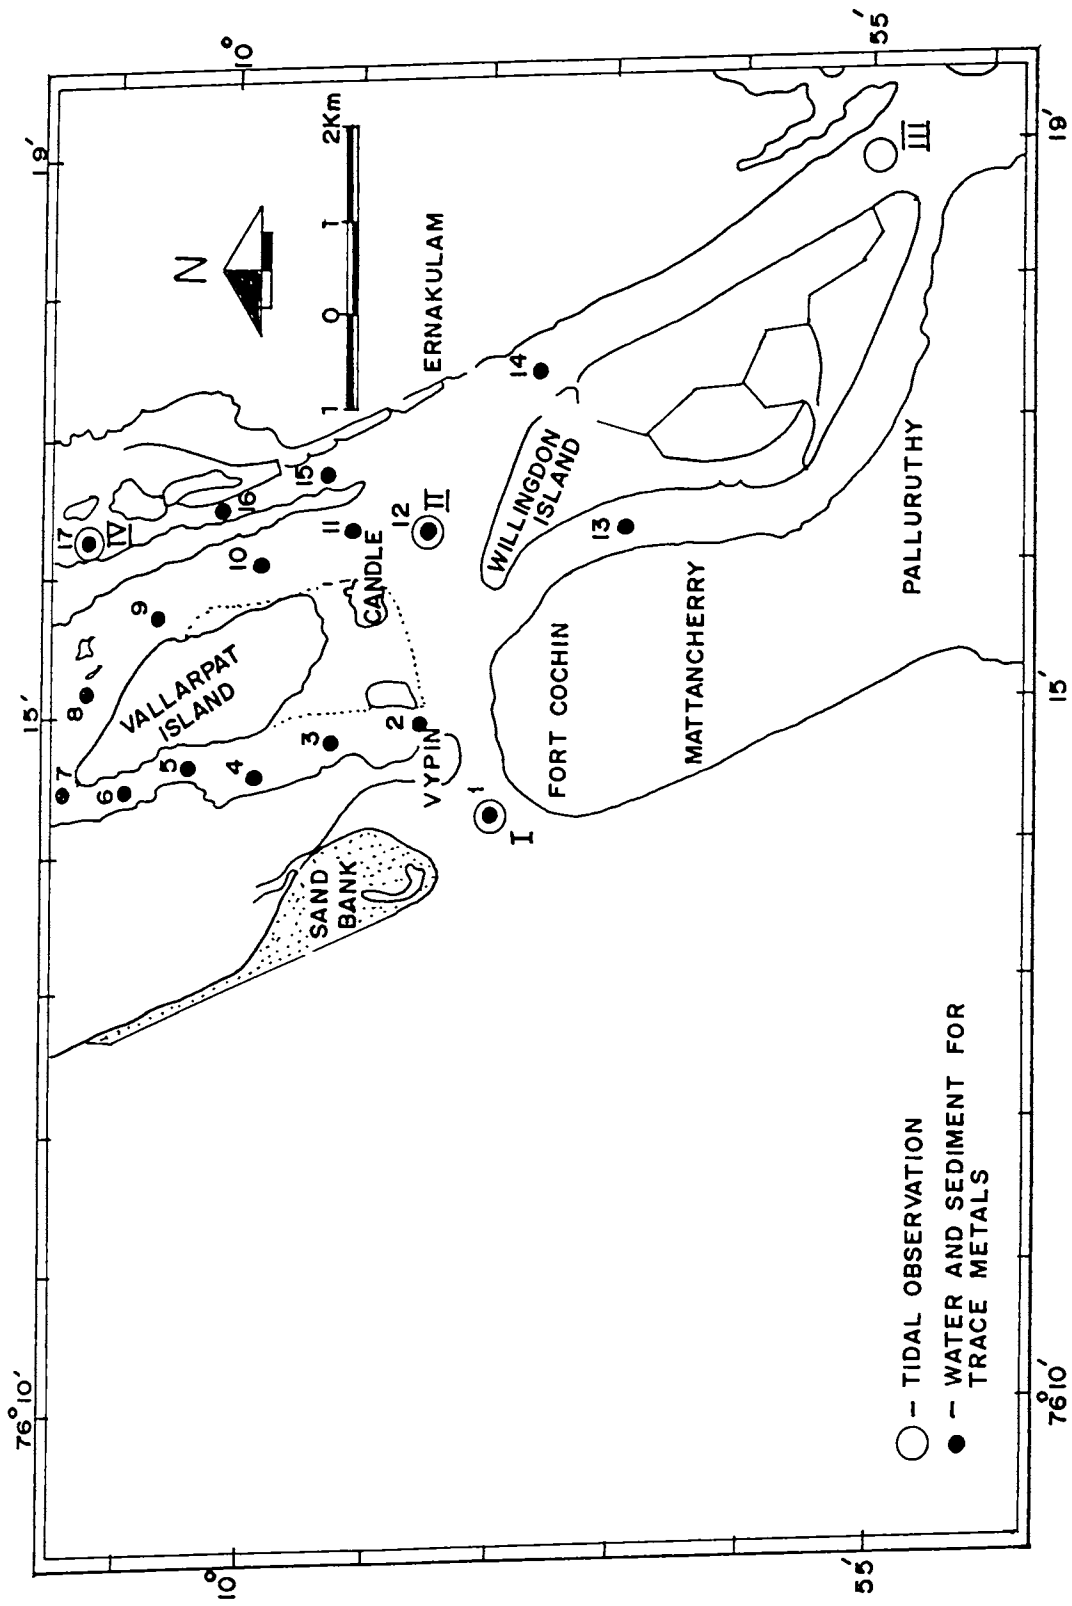 76°10′
15′
19′
10°
10°
55′
55′
N
1
0
1
2Km
ERNAKULAM
17
IV
16
15
14
12
II
11
10
9
8
7
6
5
4
3
2
1
I
13
III
CANDLE
VALLARPAT
ISLAND
VYPIN
SAND
BANK
WILLINGDON
ISLAND
FORT COCHIN
MATTANCHERRY
PALLURUTHY
– TIDAL OBSERVATION
– WATER AND SEDIMENT FOR
TRACE METALS
76°10′
15′
19′